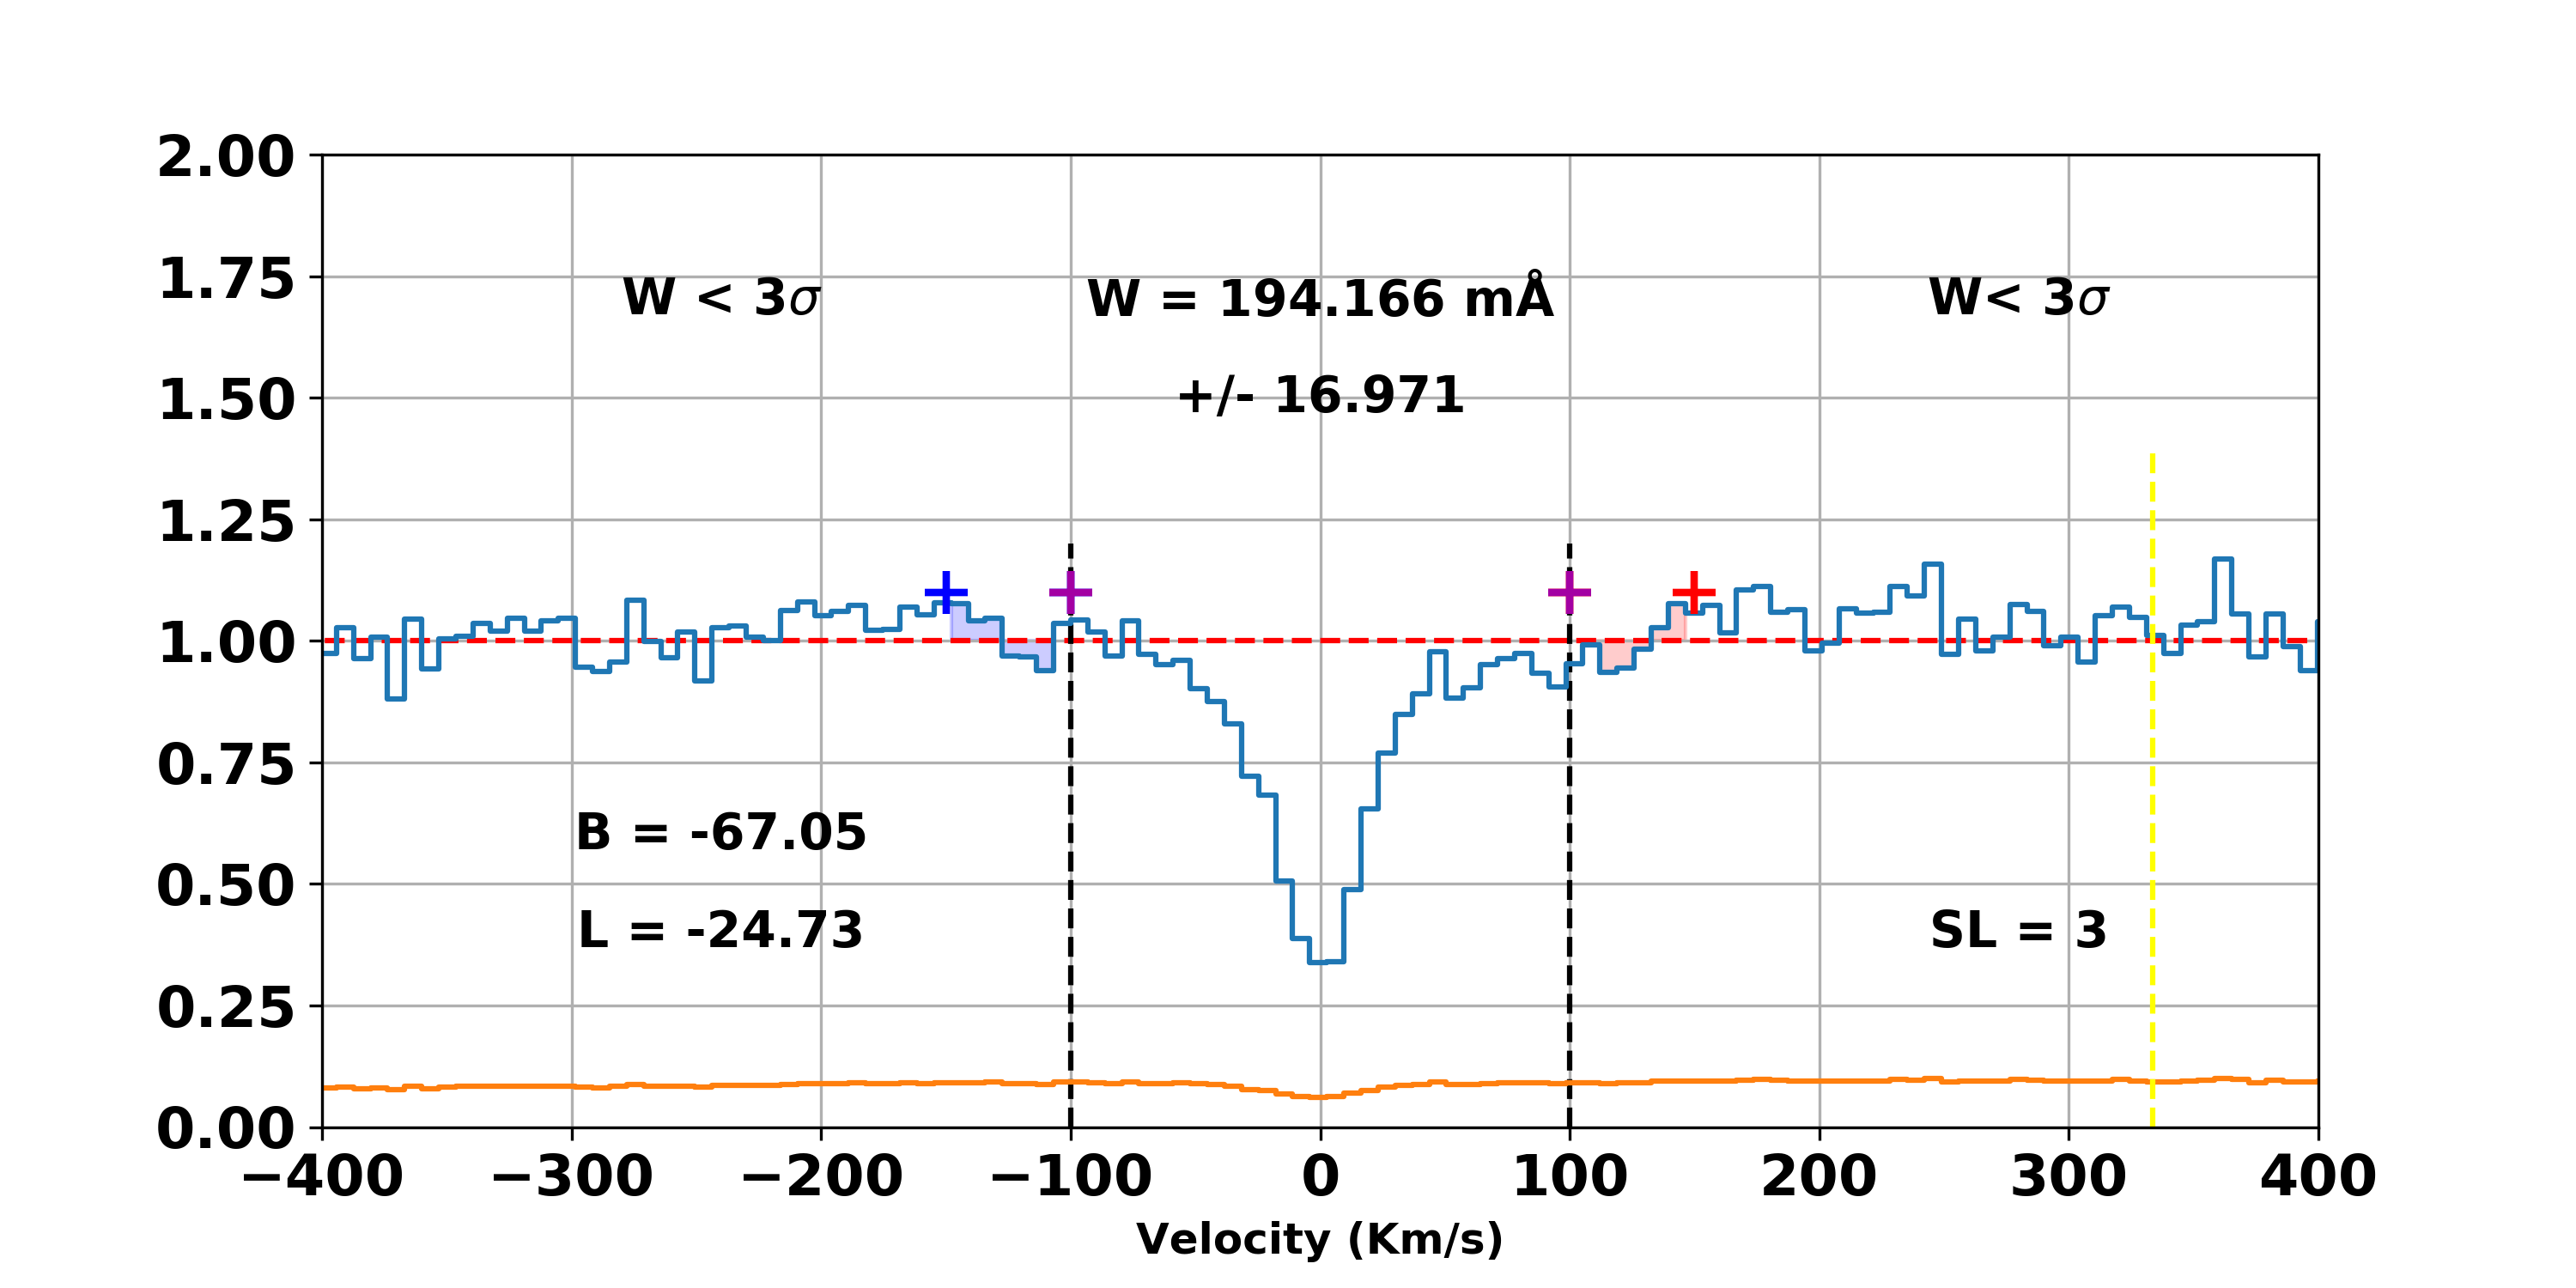 2.00
1.75
W < 3σ
W = 194.166 mÅ
W< 3σ
1.50
+/- 16.971
1.25
1.00
0.75
B = -67.05
0.50
L = -24.73
SL = 3
0.25
0.00
−400 −300 −200 −100 0 100 200 300 400
Velocity (Km/s)